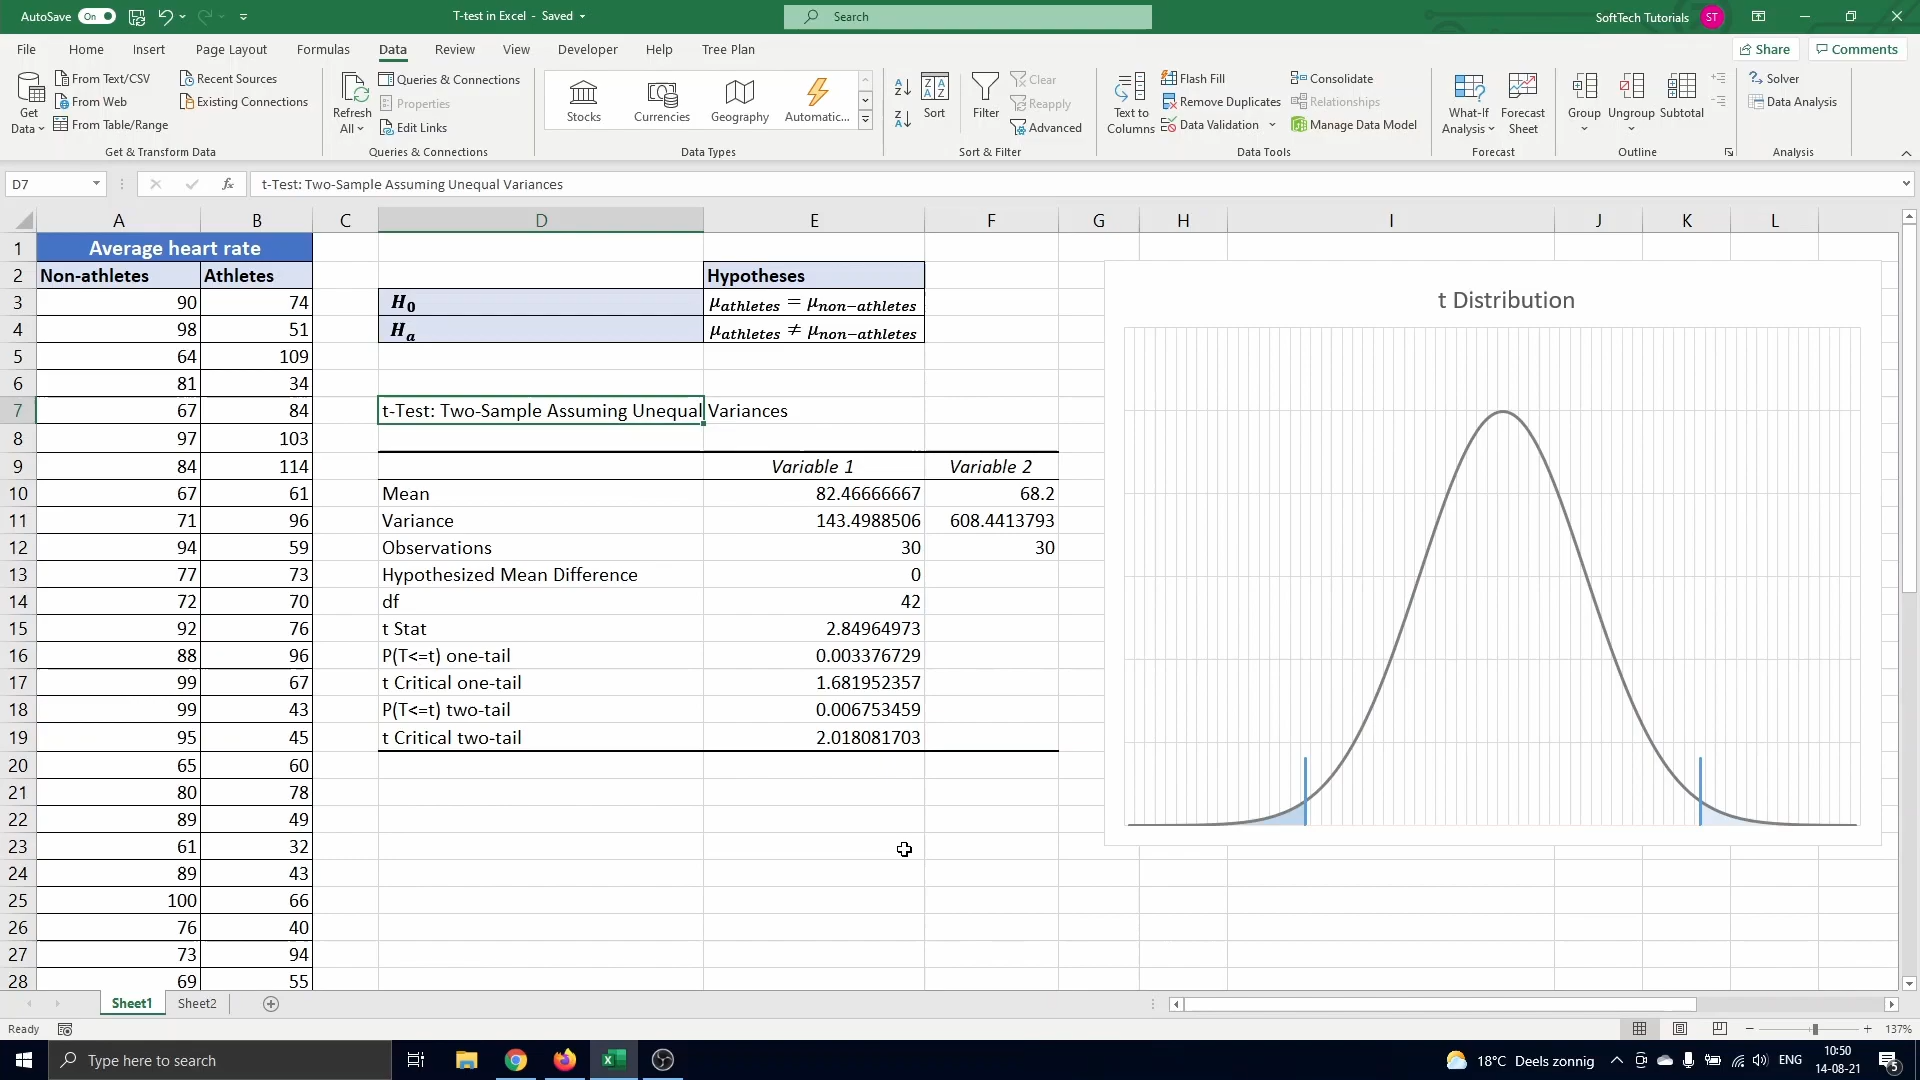 AutoSave On T-test in Excel - Saved Search SoftTech Tutorials ST
File Home Insert Page Layout Formulas Data Review View Developer Help Tree Plan Share Comments
Get Data
From Text/CSV
From Web
From Table/Range
Recent Sources
Existing Connections
Get & Transform Data
Refresh All
Queries & Connections
Properties
Edit Links
Queries & Connections
Stocks Currencies Geography Automatic...
Data Types
Sort
Filter
Clear
Reapply
Advanced
Sort & Filter
Text to Columns
Flash Fill
Remove Duplicates
Data Validation
Consolidate
Relationships
Manage Data Model
Data Tools
What-If Analysis
Forecast Sheet
Forecast
Group Ungroup Subtotal
Outline
Solver
Data Analysis
Analysis
D7 fx t-Test: Two-Sample Assuming Unequal Variances
A B C D E F G H I J K L
1 Average heart rate
2 Non-athletes Athletes Hypotheses
3 90 74 H0 μathletes = μnon−athletes
4 98 51 Ha μathletes ≠ μnon−athletes
5 64 109
6 81 34
7 67 84 t-Test: Two-Sample Assuming Unequal Variances
8 97 103
9 84 114 Variable 1 Variable 2
10 67 61 Mean 82.46666667 68.2
11 71 96 Variance 143.4988506 608.4413793
12 94 59 Observations 30 30
13 77 73 Hypothesized Mean Difference 0
14 72 70 df 42
15 92 76 t Stat 2.84964973
16 88 96 P(T<=t) one-tail 0.003376729
17 99 67 t Critical one-tail 1.681952357
18 99 43 P(T<=t) two-tail 0.006753459
19 95 45 t Critical two-tail 2.018081703
20 65 60
21 80 78
22 89 49
23 61 32
24 89 43
25 100 66
26 76 40
27 73 94
28 69 55
t Distribution
Sheet1 Sheet2
Ready 137%
Type here to search 18°C Deels zonnig ENG 10:50
14-08-21 5